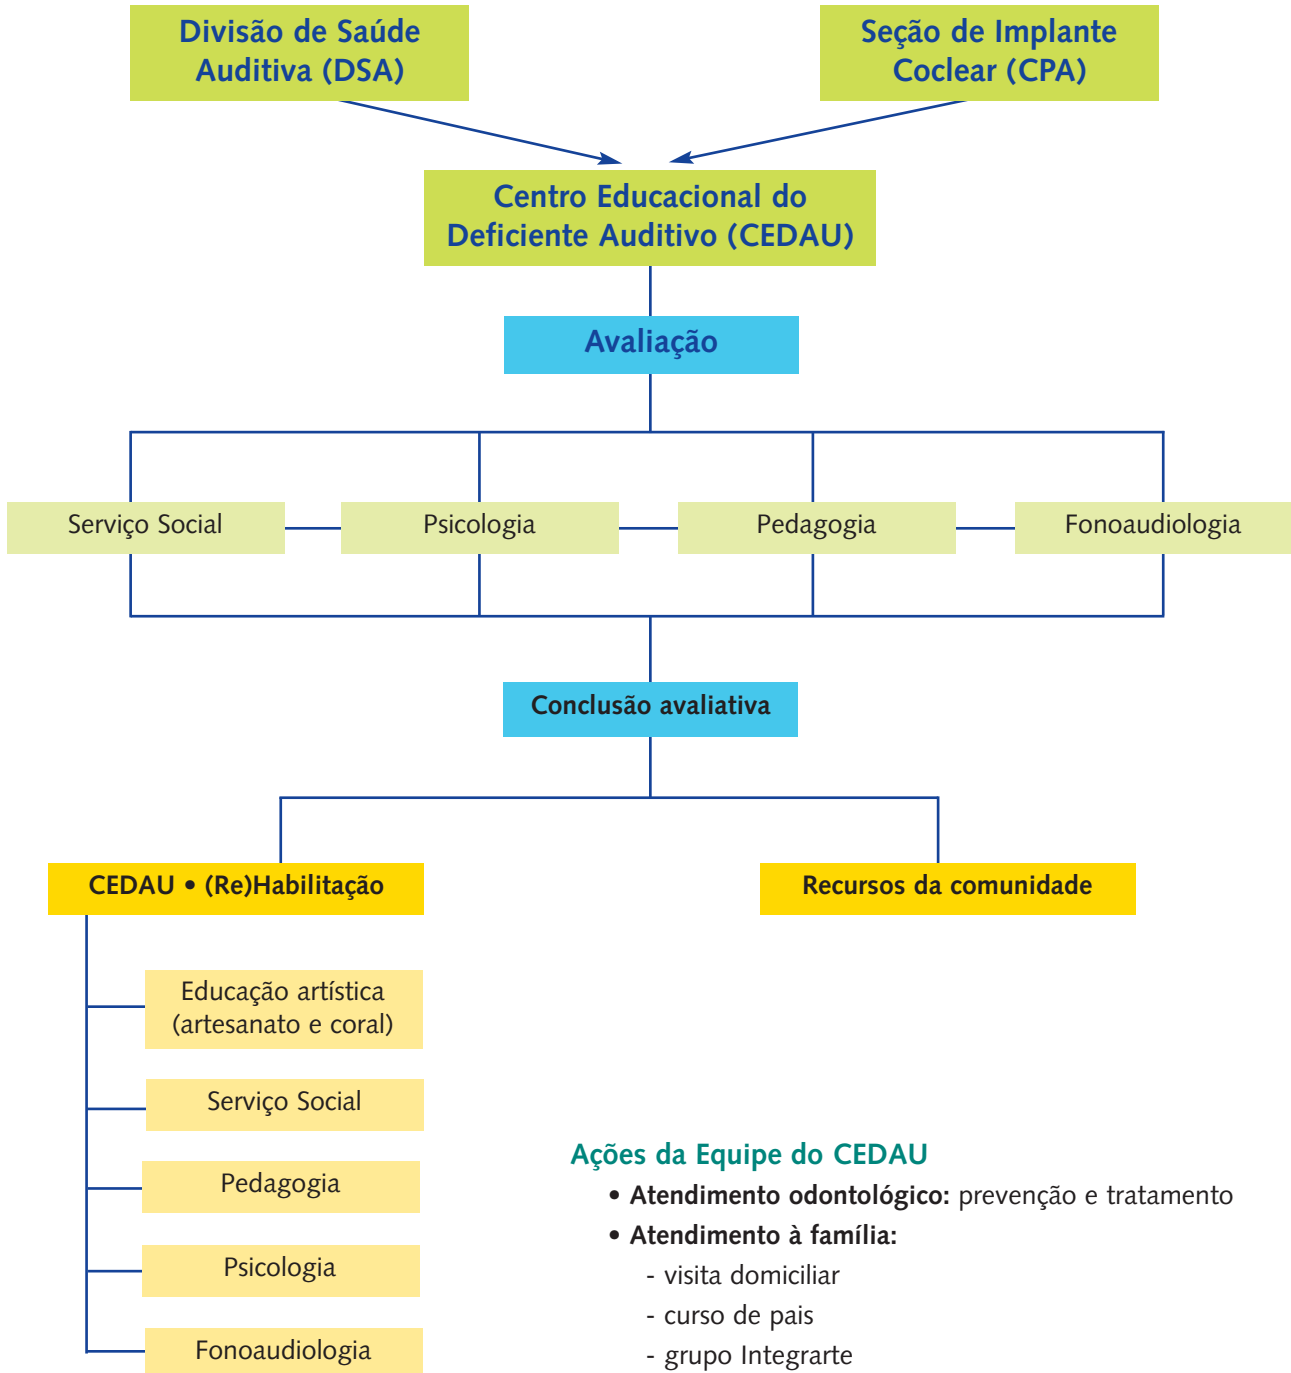 Divisão de Saúde
Auditiva (DSA)
Seção de Implante
Coclear (CPA)
Centro Educacional do
Deficiente Auditivo (CEDAU)
Avaliação
Serviço Social
Psicologia
Pedagogia
Fonoaudiologia
Conclusão avaliativa
CEDAU • (Re)Habilitação
Recursos da comunidade
Educação artística
(artesanato e coral)
Serviço Social
Pedagogia
Psicologia
Fonoaudiologia
Ações da Equipe do CEDAU
• Atendimento odontológico: prevenção e tratamento
• Atendimento à família:
- visita domiciliar
- curso de pais
- grupo Integrarte